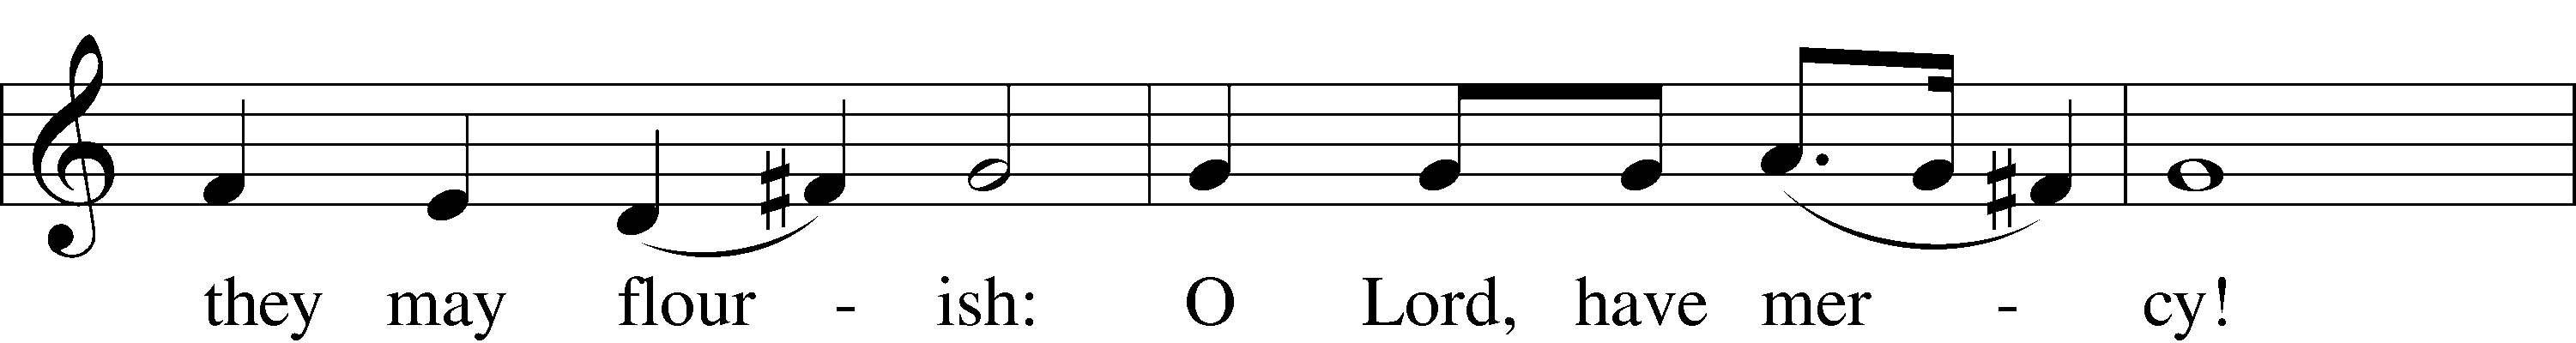 they may flour - ish: O Lord, have mer - cy!